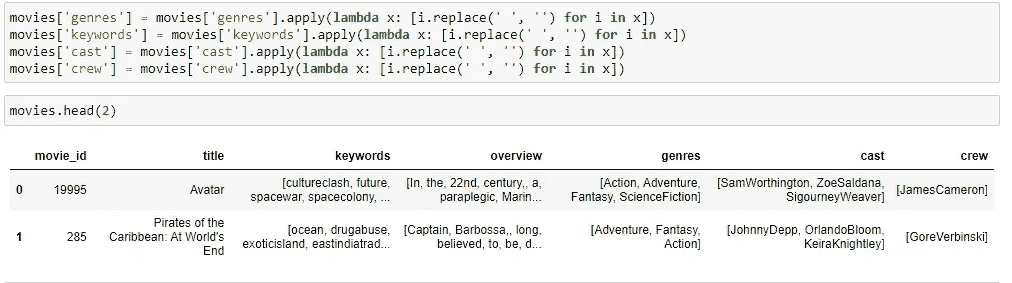 movies['genres'] = movies['genres'].apply(lambda x: [i.replace(' ', '') for i in x])
movies['keywords'] = movies['keywords'].apply(lambda x: [i.replace(' ', '') for i in x])
movies['cast'] = movies['cast'].apply(lambda x: [i.replace(' ', '') for i in x])
movies['crew'] = movies['crew'].apply(lambda x: [i.replace(' ', '') for i in x])
movies.head(2)
movie_id title keywords overview genres cast crew
0 19995 Avatar [cultureclash, future, spacewar, spacecolony, ... [In, the, 22nd, century,, a, paraplegic, Marin... [Action, Adventure, Fantasy, ScienceFiction] [SamWorthington, ZoeSaldana, SigourneyWeaver] [JamesCameron]
1 285 Pirates of the Caribbean: At World's End [ocean, drugabuse, exoticisland, eastindiatrad... [Captain, Barbossa,, long, believed, to, be, d... [Adventure, Fantasy, Action] [JohnnyDepp, OrlandoBloom, KeiraKnightley] [GoreVerbinski]